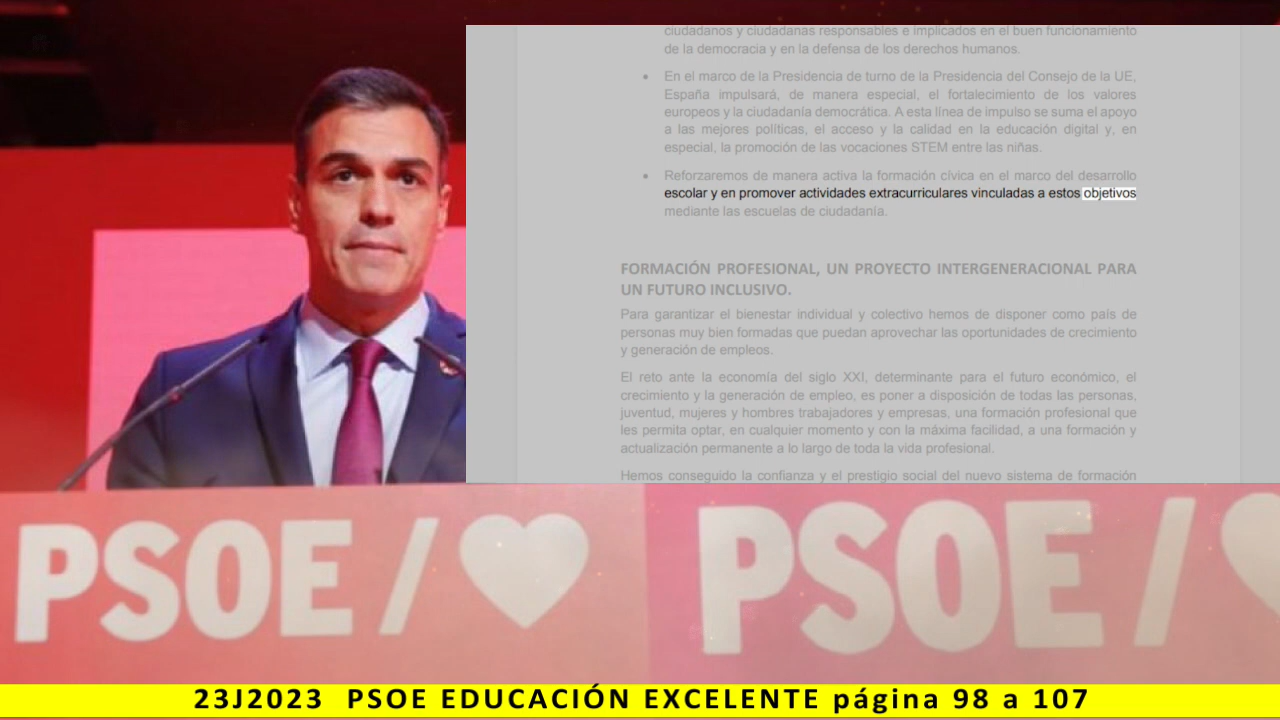 ciudadanos y ciudadanas responsables e implicados en el buen funcionamiento
de la democracia y en la defensa de los derechos humanos.
• En el marco de la Presidencia de turno de la Presidencia del Consejo de la UE,
España impulsará, de manera especial, el fortalecimiento de los valores
europeos y la ciudadanía democrática. A esta línea de impulso se suma el apoyo
a las mejores políticas, el acceso y la calidad en la educación digital y, en
especial, la promoción de las vocaciones STEM entre las niñas.
• Reforzaremos de manera activa la formación cívica en el marco del desarrollo
escolar y en promover actividades extracurriculares vinculadas a estos objetivos
mediante las escuelas de ciudadanía.
FORMACIÓN PROFESIONAL, UN PROYECTO INTERGENERACIONAL PARA
UN FUTURO INCLUSIVO.
Para garantizar el bienestar individual y colectivo hemos de disponer como país de
personas muy bien formadas que puedan aprovechar las oportunidades de crecimiento
y generación de empleos.
El reto ante la economía del siglo XXI, determinante para el futuro económico, el
crecimiento y la generación de empleo, es poner a disposición de todas las personas,
juventud, mujeres y hombres trabajadores y empresas, una formación profesional que
les permita optar, en cualquier momento y con la máxima facilidad, a una formación y
actualización permanente a lo largo de toda la vida profesional.
Hemos conseguido la confianza y el prestigio social del nuevo sistema de formación
PSOE /
PSOE /
23J2023 PSOE EDUCACIÓN EXCELENTE página 98 a 107